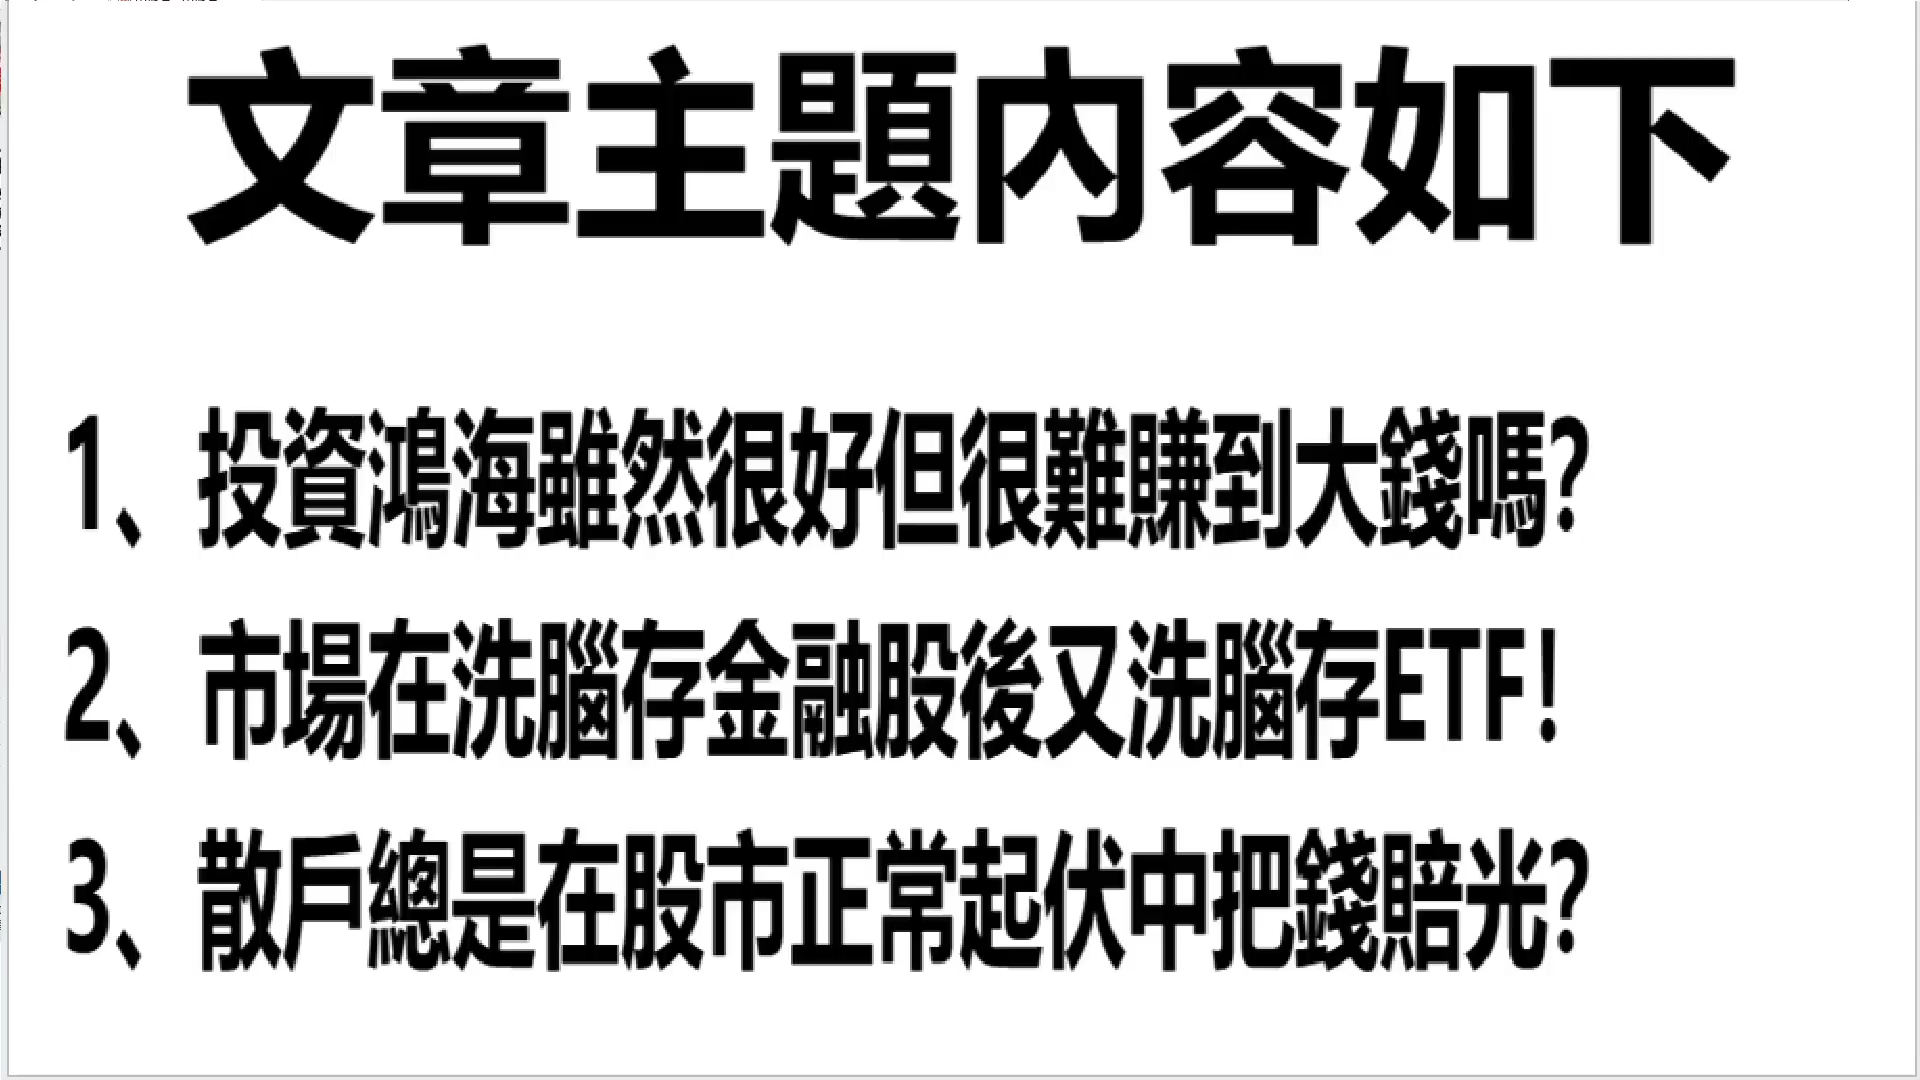 文章主題內容如下
1、投資鴻海雖然很好但很難賺到大錢嗎?
2、市場在洗腦存金融股後又洗腦存ETF!
3、散戶總是在股市正常起伏中把錢賠光?